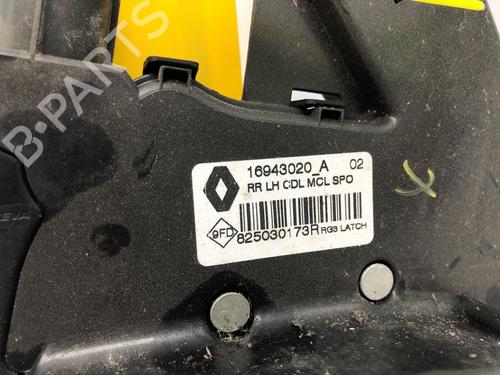 B-PARTS
16943020_A 02
RR LH CDL MCL SPO
9FD
825030173R RG3 LATCH